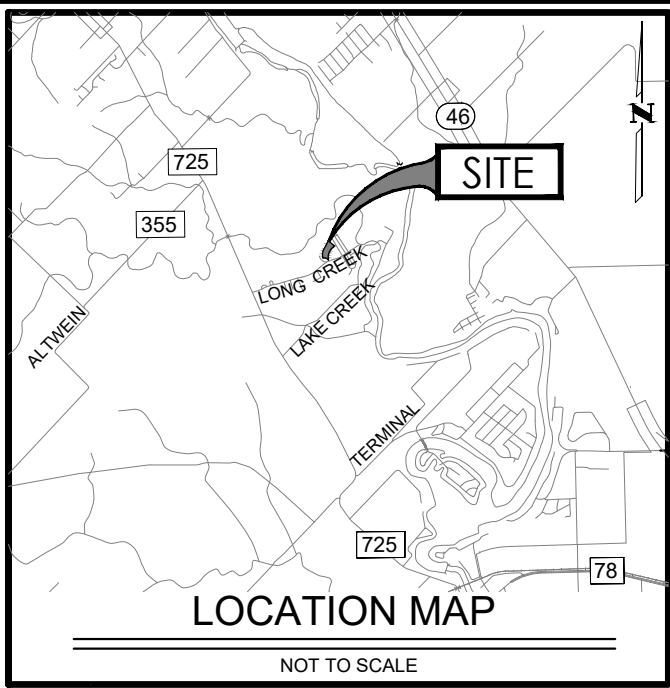 46
N
725
SITE
355
LONG CREEK
LAKE CREEK
ALTWEIN
TERMINAL
725
78
LOCATION MAP
NOT TO SCALE